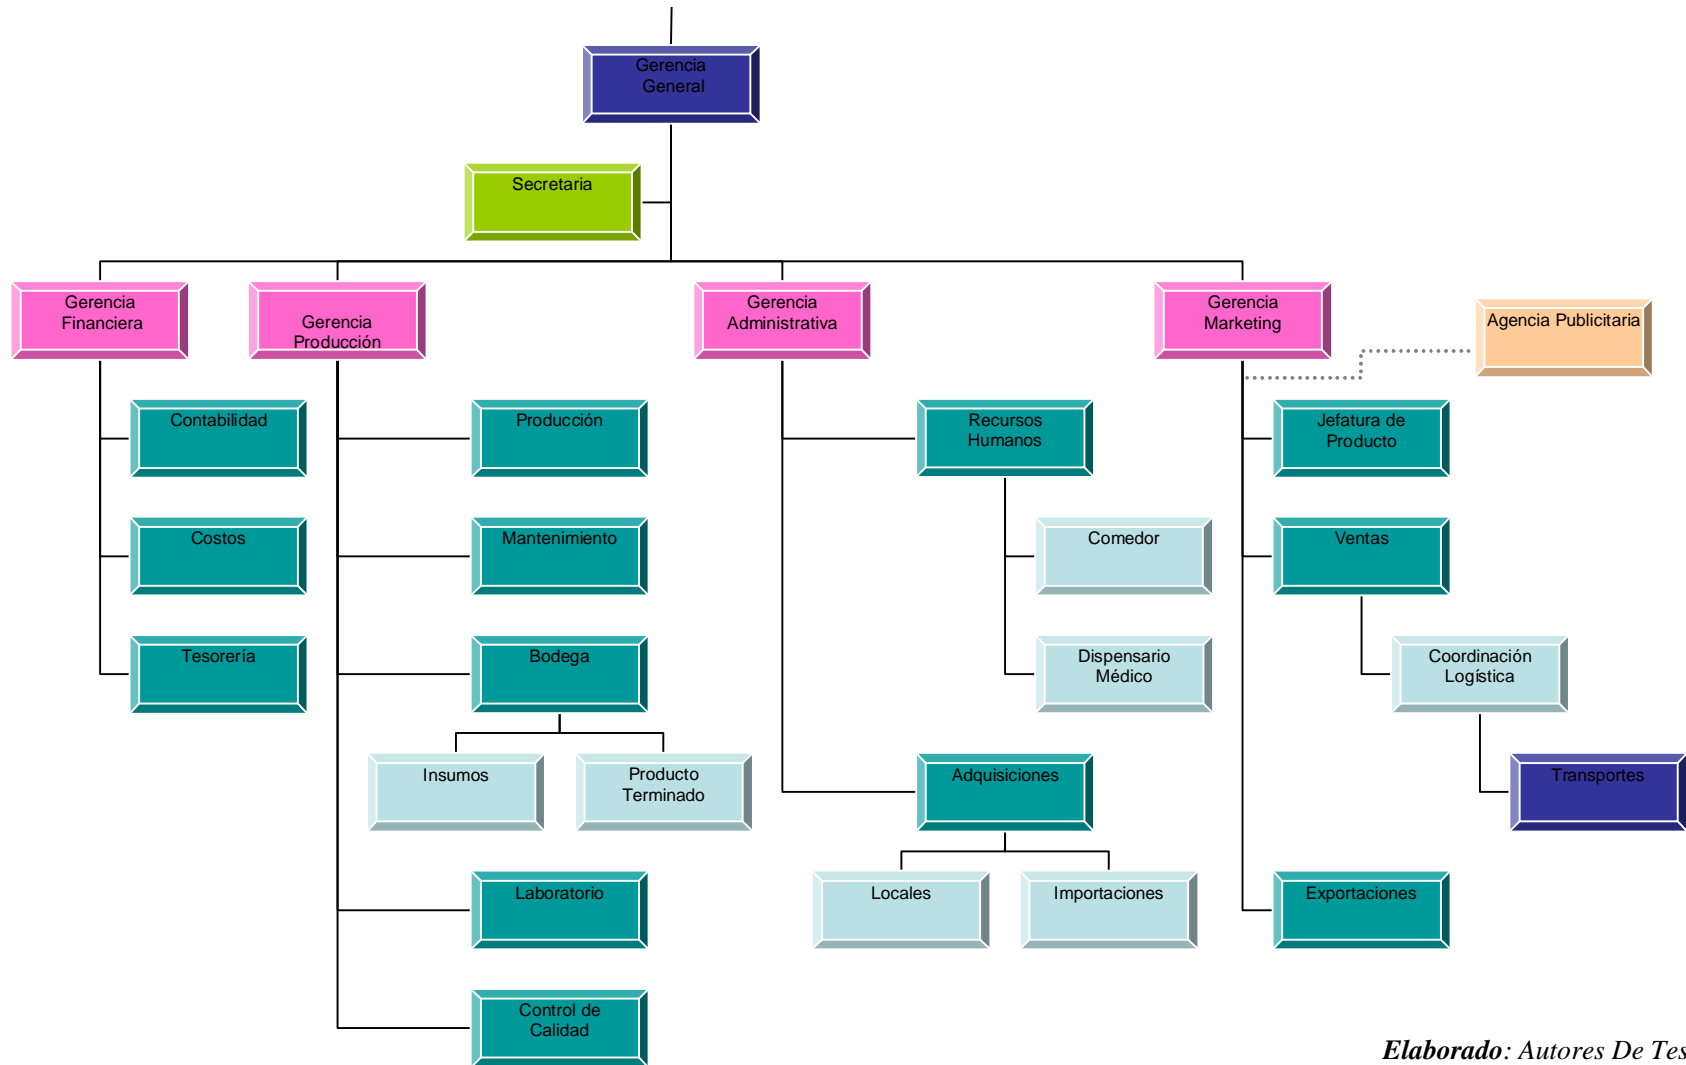 Gerencia
General
Secretaria
Gerencia
Financiera
Gerencia
Producción
Gerencia
Administrativa
Gerencia
Marketing
Agencia Publicitaria
Contabilidad
Producción
Recursos
Humanos
Jefatura de
Producto
Costos
Mantenimiento
Comedor
Ventas
Tesorería
Bodega
Dispensario
Médico
Coordinación
Logística
Insumos
Producto
Terminado
Adquisiciones
Transportes
Laboratorio
Locales
Importaciones
Exportaciones
Control de
Calidad
Elaborado: Autores De Tes